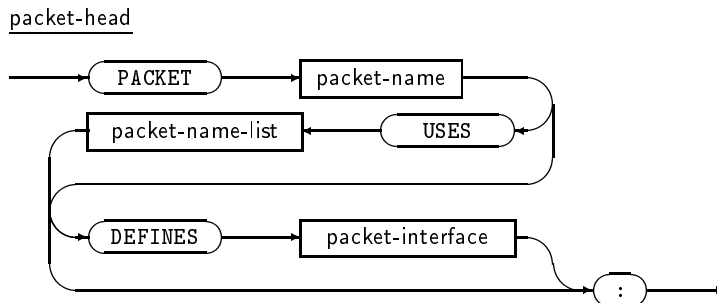 packet-head
PACKET packet-name
packet-name-list USES
DEFINES packet-interface
: